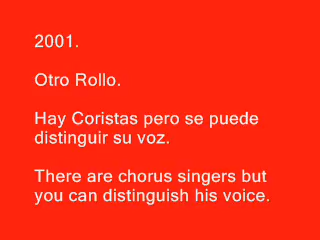 2001.
Otro Rollo.
Hay Coristas pero se puede
distinguir su voz.
There are chorus singers but
you can distinguish his voice.